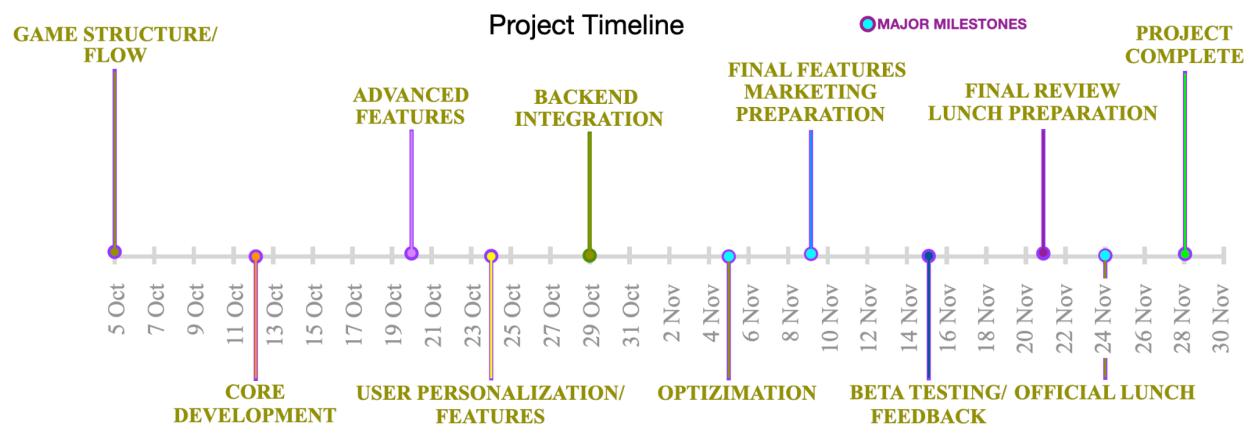 Project Timeline
MAJOR MILESTONES
GAME STRUCTURE/
FLOW
ADVANCED
FEATURES
BACKEND
INTEGRATION
FINAL FEATURES
MARKETING
PREPARATION
FINAL REVIEW
LUNCH PREPARATION
PROJECT
COMPLETE
5 Oct
7 Oct
9 Oct
11 Oct
13 Oct
15 Oct
17 Oct
19 Oct
21 Oct
23 Oct
25 Oct
27 Oct
29 Oct
31 Oct
2 Nov
4 Nov
6 Nov
8 Nov
10 Nov
12 Nov
14 Nov
16 Nov
18 Nov
20 Nov
22 Nov
24 Nov
26 Nov
28 Nov
30 Nov
CORE
DEVELOPMENT
USER PERSONALIZATION/
FEATURES
OPTIZIMATION
BETA TESTING/
FEEDBACK
OFFICIAL LUNCH